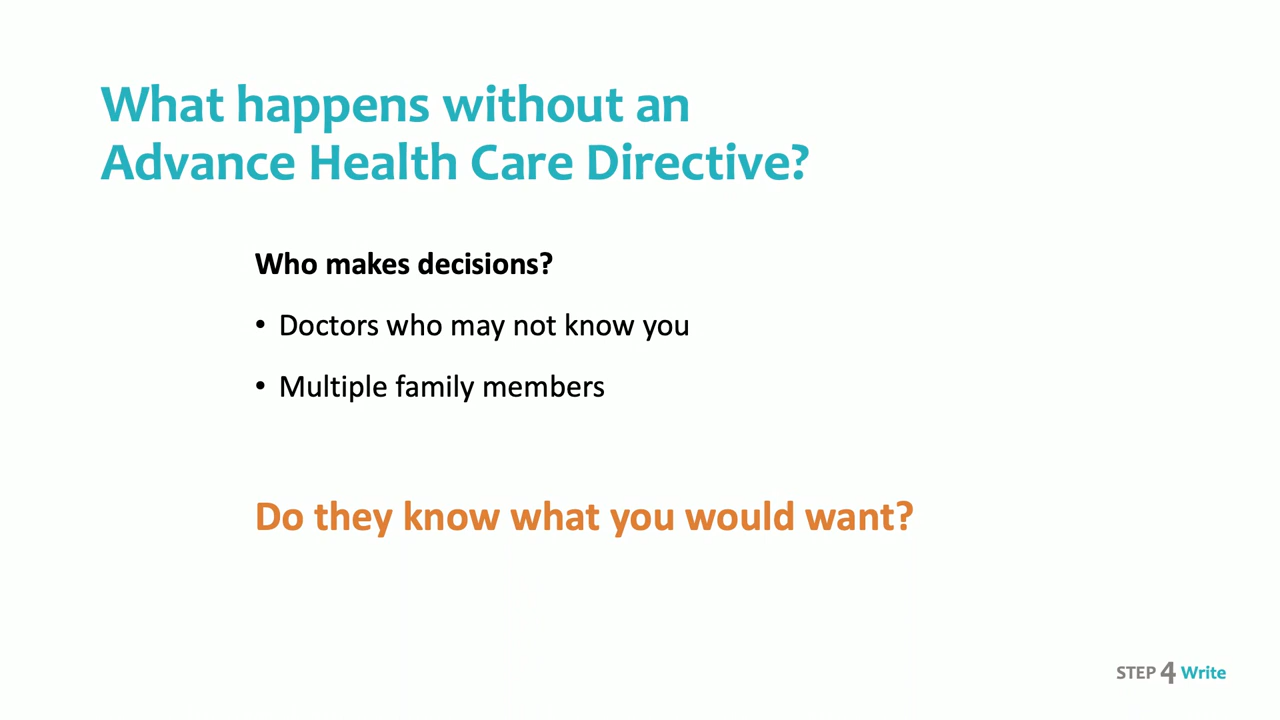 What happens without an
Advance Health Care Directive?
Who makes decisions?
• Doctors who may not know you
• Multiple family members
Do they know what you would want?
STEP 4 Write